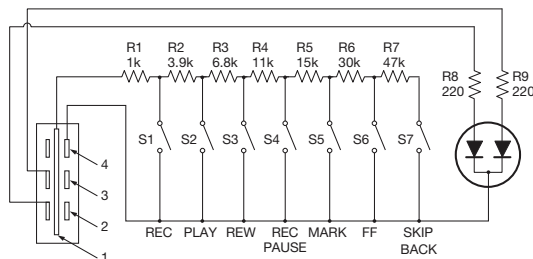 R1 R2 R3 R4 R5 R6 R7
1k 3.9k 6.8k 11k 15k 30k 47k
R8 R9
220 220
S1 S2 S3 S4 S5 S6 S7
4
3
2
1
REC PLAY REW REC PAUSE MARK FF SKIP BACK